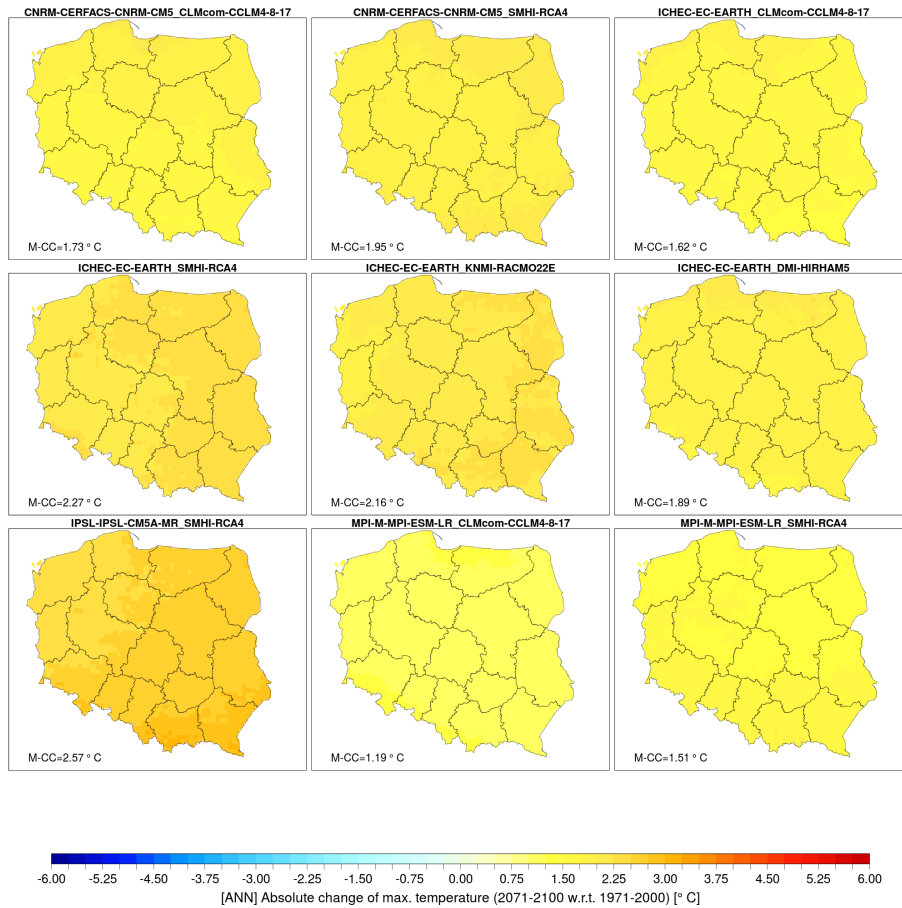 CNRM-CERFACS-CNRM-CM5_CLMcom-CCLM4-8-17
CNRM-CERFACS-CNRM-CM5_SMHI-RCA4
ICHEC-EC-EARTH_CLMcom-CCLM4-8-17
M-CC=1.73 ° C
M-CC=1.95 ° C
M-CC=1.62 ° C
ICHEC-EC-EARTH_SMHI-RCA4
ICHEC-EC-EARTH_KNMI-RACMO22E
ICHEC-EC-EARTH_DMI-HIRHAM5
M-CC=2.27 ° C
M-CC=2.16 ° C
M-CC=1.89 ° C
IPSL-IPSL-CM5A-MR_SMHI-RCA4
MPI-M-MPI-ESM-LR_CLMcom-CCLM4-8-17
MPI-M-MPI-ESM-LR_SMHI-RCA4
M-CC=2.57 ° C
M-CC=1.19 ° C
M-CC=1.51 ° C
-6.00 -5.25 -4.50 -3.75 -3.00 -2.25 -1.50 -0.75 0.00 0.75 1.50 2.25 3.00 3.75 4.50 5.25 6.00
[ANN] Absolute change of max. temperature (2071-2100 w.r.t. 1971-2000) [° C]